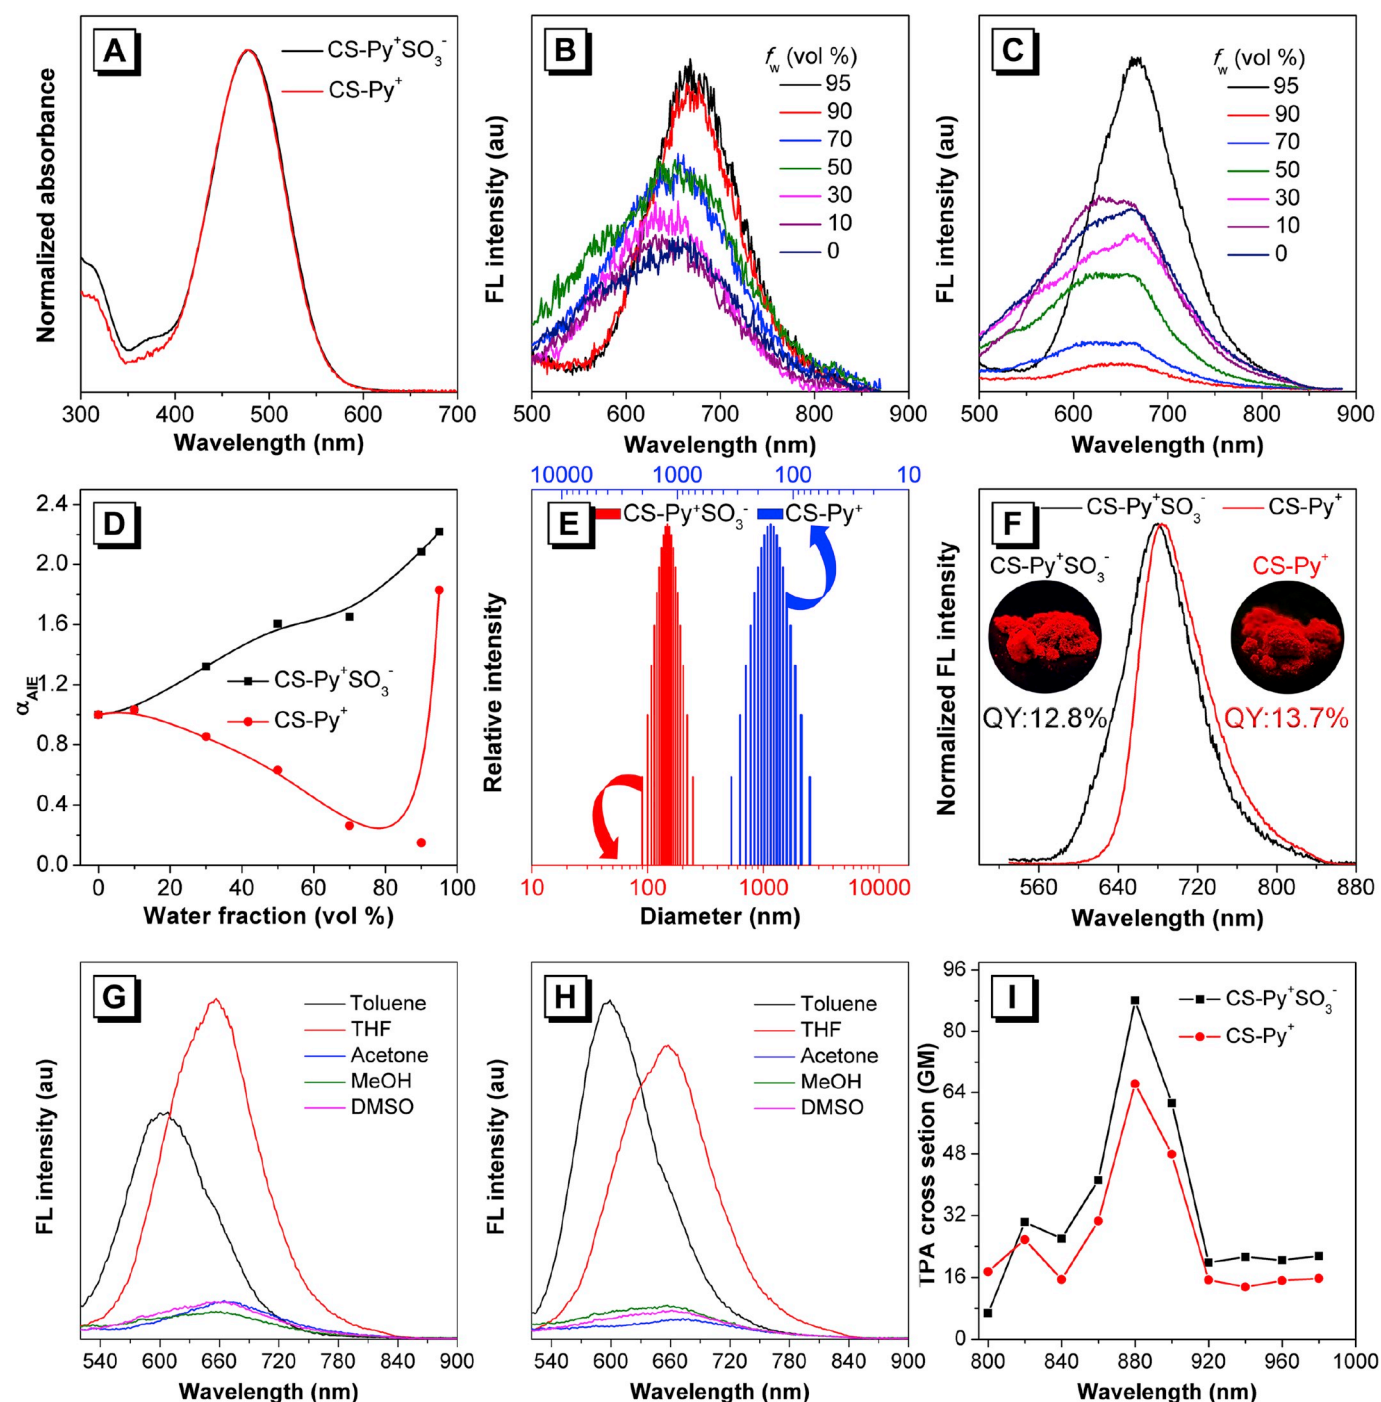 A
CS-Py⁺SO₃⁻
CS-Py⁺
Normalized absorbance
300 400 500 600 700
Wavelength (nm)
B
fw (vol %)
95
90
70
50
30
10
0
FL intensity (au)
500 600 700 800 900
Wavelength (nm)
C
fw (vol %)
95
90
70
50
30
10
0
FL intensity (au)
500 600 700 800 900
Wavelength (nm)
D
2.4
2.0
1.6
1.2
0.8
0.4
0.0
αAIE
CS-Py⁺SO₃⁻
CS-Py⁺
0 20 40 60 80 100
Water fraction (vol %)
10000 1000 100 10
E
CS-Py⁺SO₃⁻ CS-Py⁺
Relative intensity
10 100 1000 10000
Diameter (nm)
F
CS-Py⁺SO₃⁻ CS-Py⁺
CS-Py⁺SO₃⁻ CS-Py⁺
QY:12.8% QY:13.7%
Normalized FL intensity
560 640 720 800 880
Wavelength (nm)
G
Toluene
THF
Acetone
MeOH
DMSO
FL intensity (au)
540 600 660 720 780 840 900
Wavelength (nm)
H
Toluene
THF
Acetone
MeOH
DMSO
FL intensity (au)
540 600 660 720 780 840 900
Wavelength (nm)
I
CS-Py⁺SO₃⁻
CS-Py⁺
96
80
64
48
32
16
0
TPA cross setion (GM)
800 840 880 920 960 1000
Wavelength (nm)